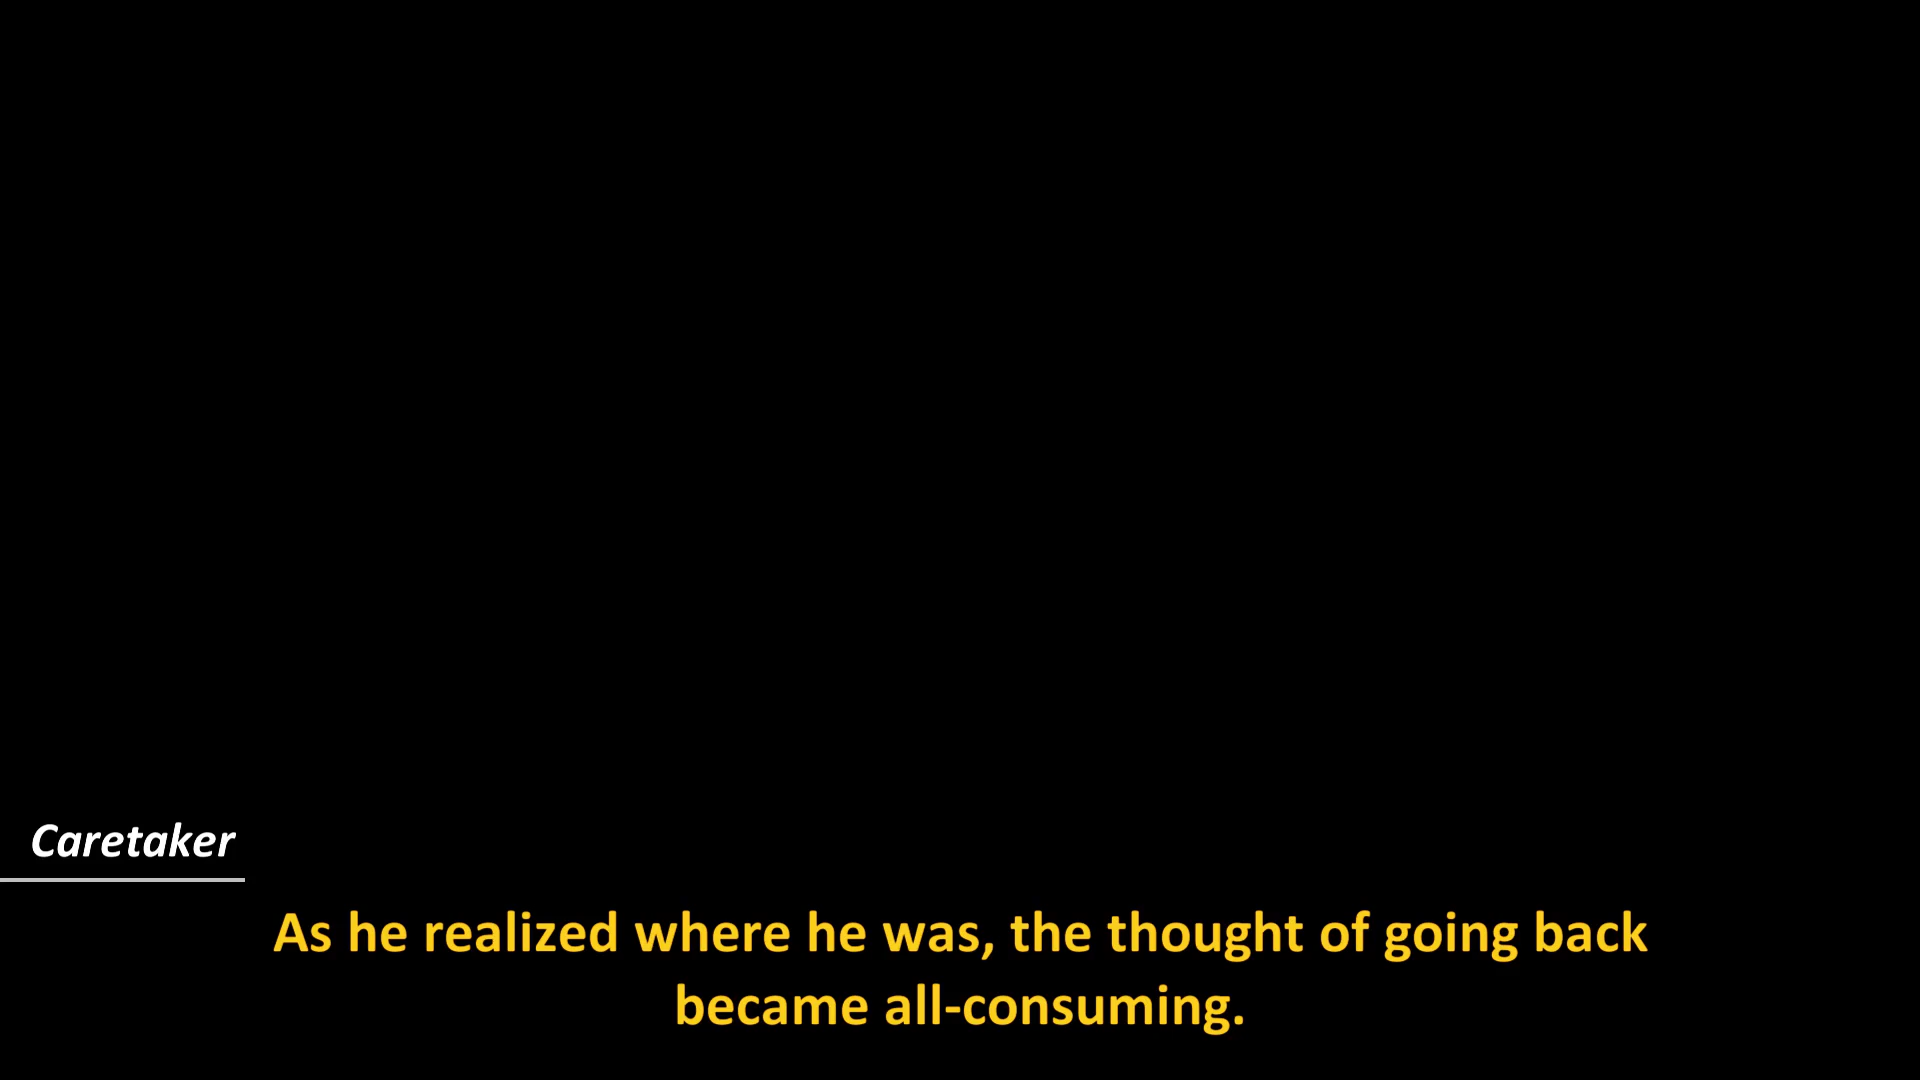 Caretaker
As he realized where he was, the thought of going back
became all-consuming.